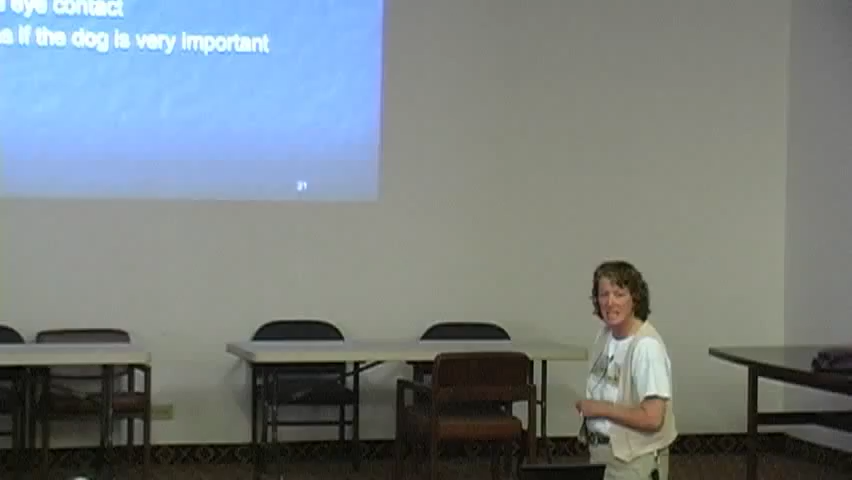 eye contact
if the dog is very important
21